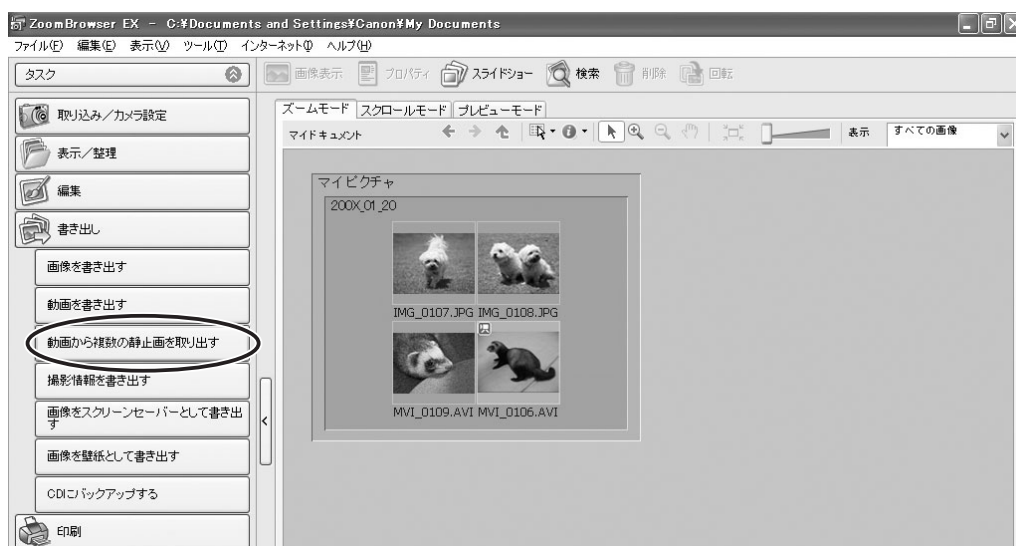 ZoomBrowser EX - C:¥Documents and Settings¥Canon¥My Documents
ファイル(F) 編集(E) 表示(V) ツール(T) インターネット(I) ヘルプ(H)
タスク
画像表示 プロパティ スライドショー 検索 削除 回転
取り込み/カメラ設定
表示/整理
編集
書き出し
画像を書き出す
動画を書き出す
動画から複数の静止画を取り出す
撮影情報を書き出す
画像をスクリーンセーバーとして書き出
す
画像を壁紙として書き出す
CDにバックアップする
印刷
ズームモード スクロールモード プレビューモード
マイドキュメント 表示 すべての画像
マイピクチャ
200X_01_20
IMG_0107.JPG IMG_0108.JPG
MVI_0109.AVI MVI_0106.AVI